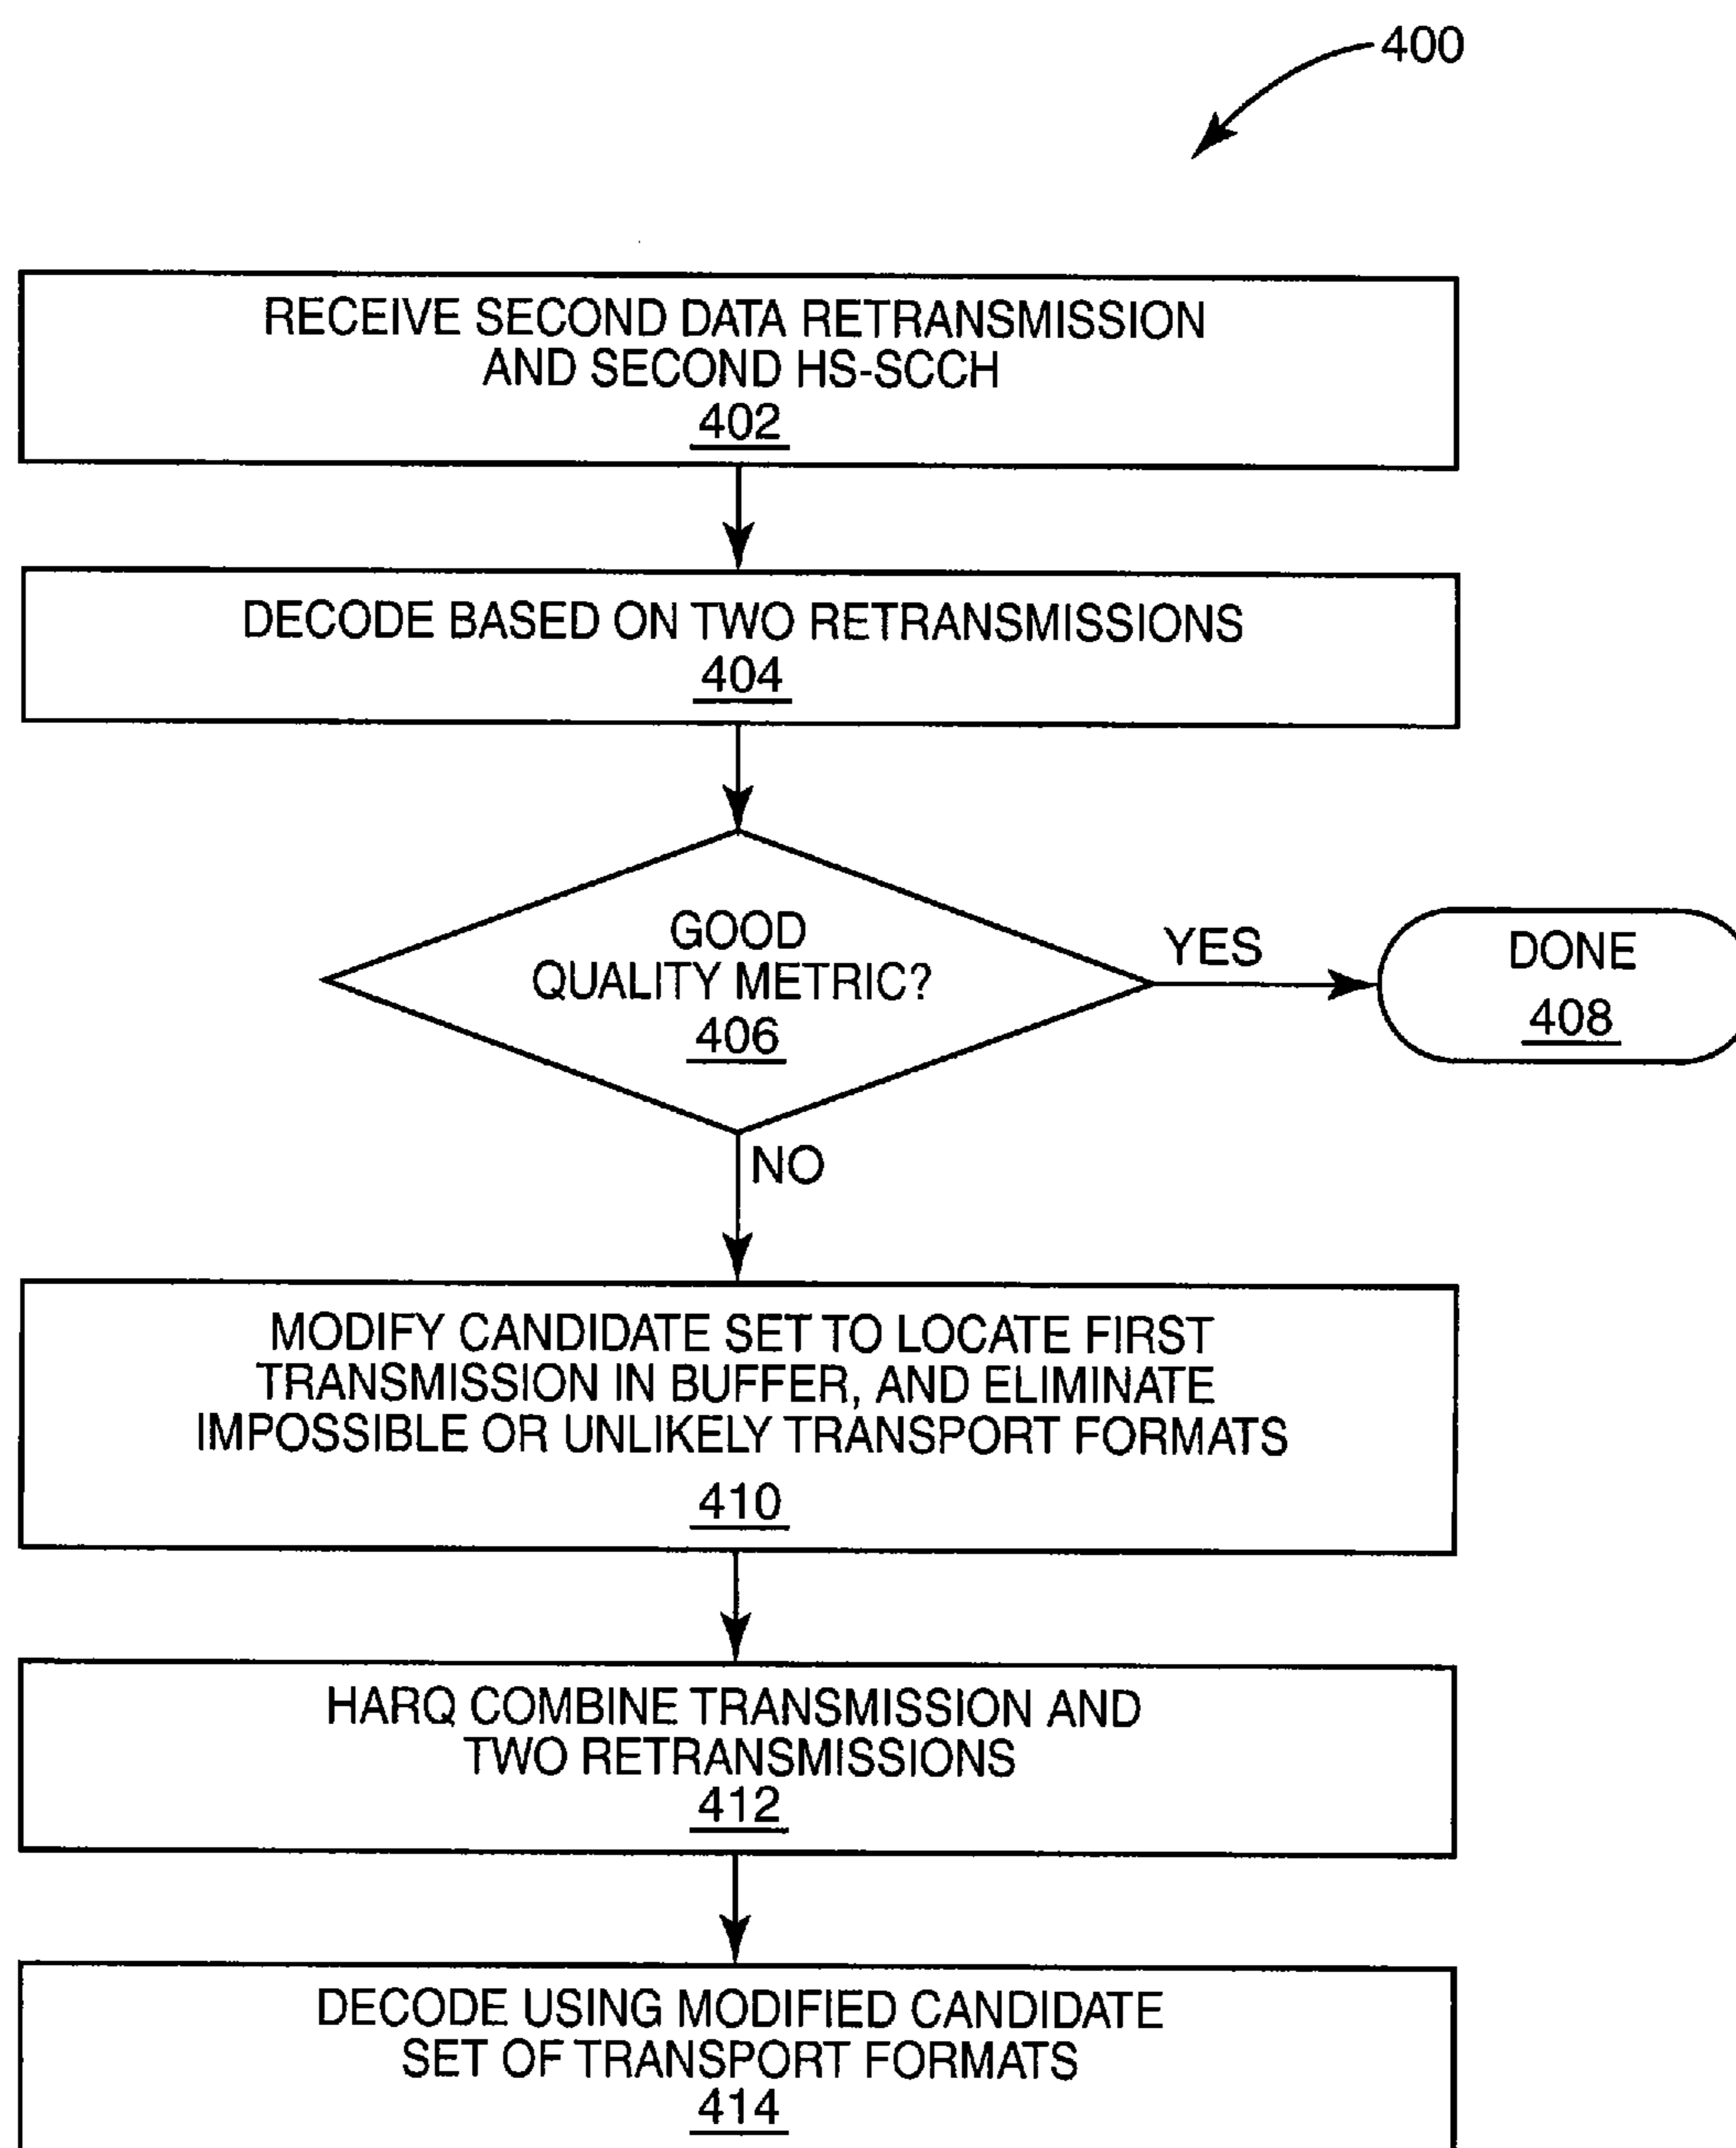 400
RECEIVE SECOND DATA RETRANSMISSION
AND SECOND HS-SCCH
402
DECODE BASED ON TWO RETRANSMISSIONS
404
GOOD
QUALITY METRIC?
406
YES
DONE
408
NO
MODIFY CANDIDATE SET TO LOCATE FIRST
TRANSMISSION IN BUFFER, AND ELIMINATE
IMPOSSIBLE OR UNLIKELY TRANSPORT FORMATS
410
HARQ COMBINE TRANSMISSION AND
TWO RETRANSMISSIONS
412
DECODE USING MODIFIED CANDIDATE
SET OF TRANSPORT FORMATS
414